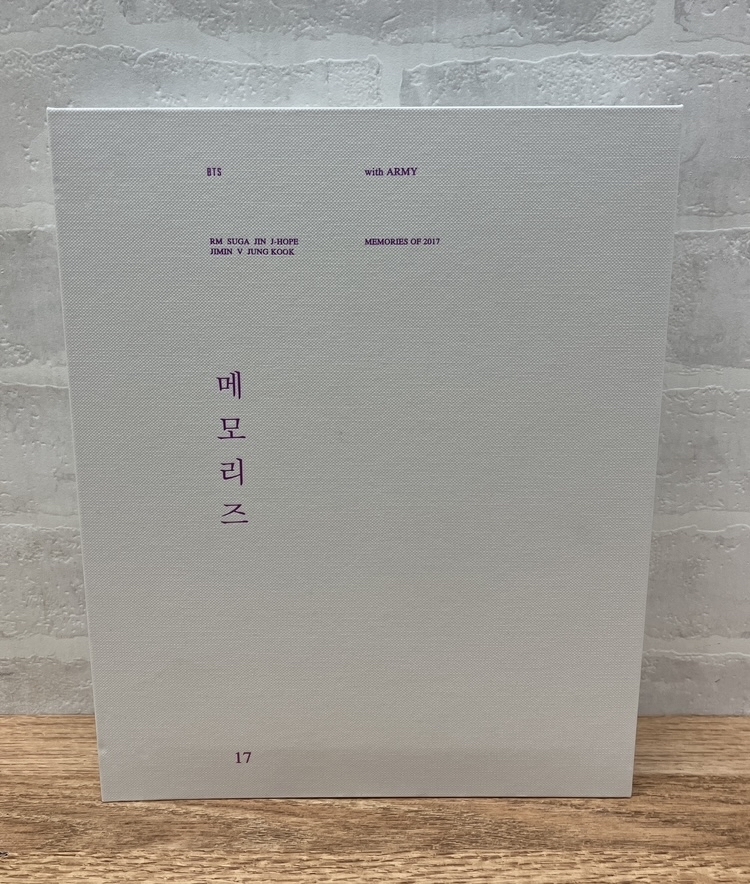 BTS
with ARMY
RM SUGA JIN J-HOPE
JIMIN V JUNG KOOK
MEMORIES OF 2017
메모리즈
17